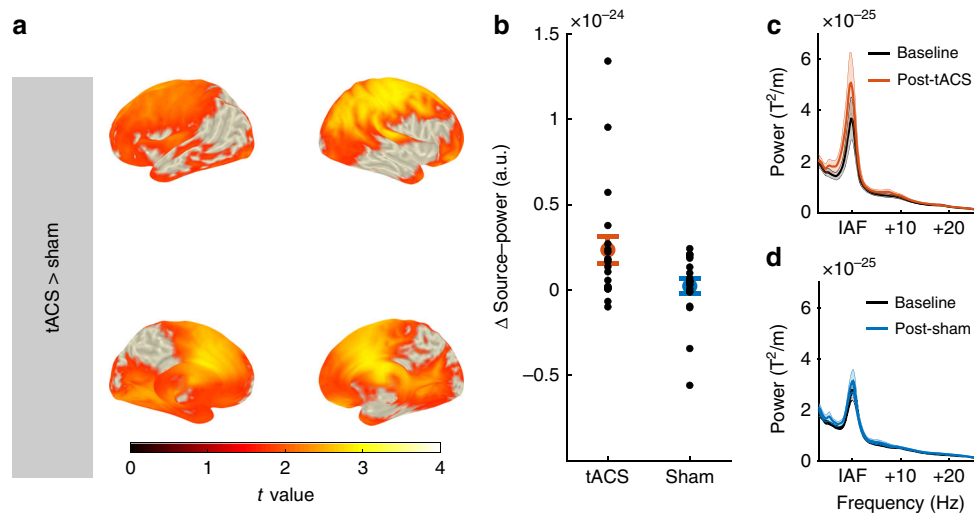 a
tACS > sham
0 1 2 3 4
t value
b
×10⁻²⁴
Δ Source–power (a.u.)
1.5
1
0.5
0
−0.5
tACS Sham
c
×10⁻²⁵
Power (T²/m)
6
4
2
0
Baseline
Post-tACS
IAF +10 +20
d
×10⁻²⁵
Power (T²/m)
6
4
2
0
Baseline
Post-sham
IAF +10 +20
Frequency (Hz)